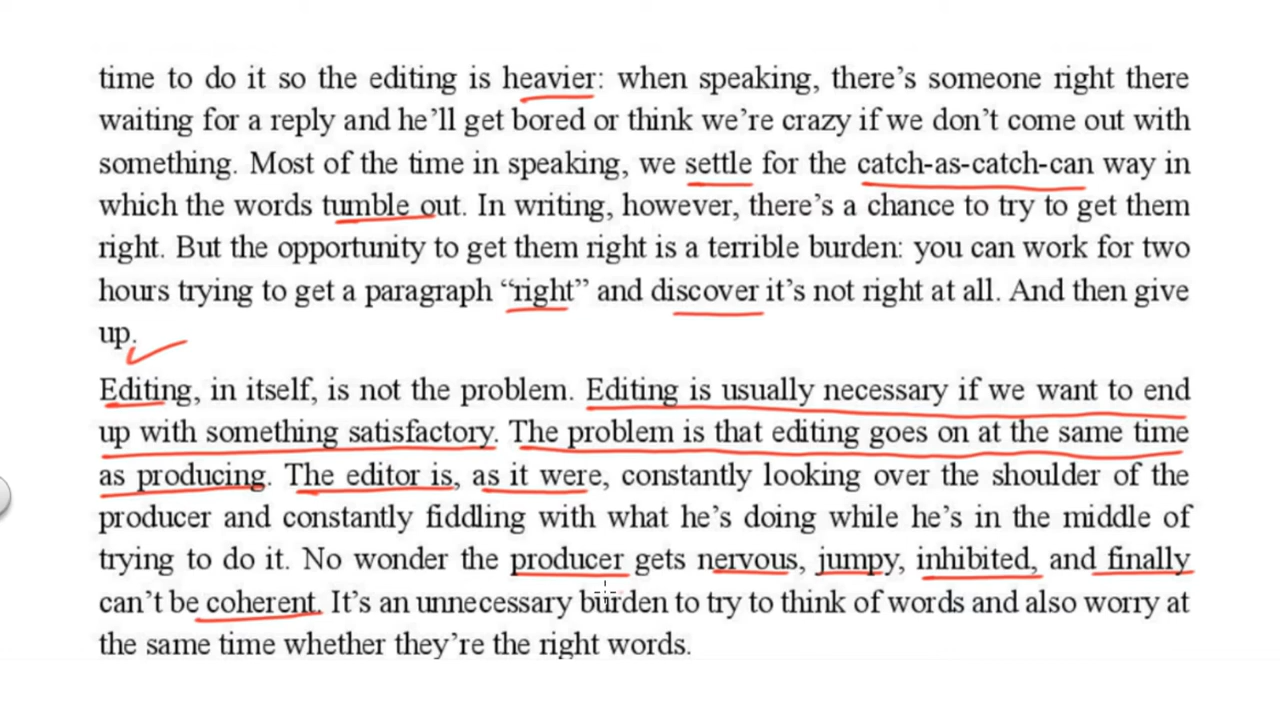 time to do it so the editing is heavier: when speaking, there’s someone right there
waiting for a reply and he’ll get bored or think we’re crazy if we don’t come out with
something. Most of the time in speaking, we settle for the catch-as-catch-can way in
which the words tumble out. In writing, however, there’s a chance to try to get them
right. But the opportunity to get them right is a terrible burden: you can work for two
hours trying to get a paragraph “right” and discover it’s not right at all. And then give
up.
Editing, in itself, is not the problem. Editing is usually necessary if we want to end
up with something satisfactory. The problem is that editing goes on at the same time
as producing. The editor is, as it were, constantly looking over the shoulder of the
producer and constantly fiddling with what he’s doing while he’s in the middle of
trying to do it. No wonder the producer gets nervous, jumpy, inhibited, and finally
can’t be coherent. It’s an unnecessary burden to try to think of words and also worry at
the same time whether they’re the right words.